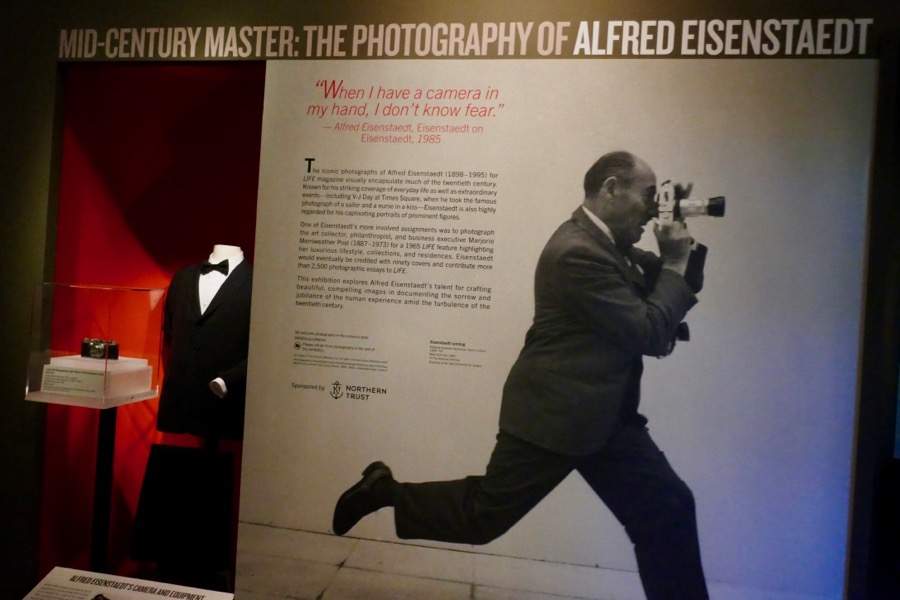 MID-CENTURY MASTER: THE PHOTOGRAPHY OF ALFRED EISENSTAEDT
“When I have a camera in
my hand, I don’t know fear.”
— Alfred Eisenstaedt, Eisenstaedt on
Eisenstaedt, 1985
The iconic photographs of Alfred Eisenstaedt (1898–1995) for
LIFE magazine visually encapsulate much of the twentieth century.
Known for his striking coverage of everyday life as well as extraordinary
events—including V-J Day at Times Square, when he took the famous
photograph of a sailor and a nurse in a kiss—Eisenstaedt is also highly
regarded for his captivating portraits of prominent figures.
One of Eisenstaedt’s more involved assignments was to photograph
the art collector, philanthropist, and business executive Marjorie
Merriweather Post (1887–1973) for a 1965 LIFE feature highlighting
her luxurious lifestyle, collections, and residences. Eisenstaedt
would eventually be credited with ninety covers and contribute more
than 2,500 photographic essays to LIFE.
This exhibition explores Alfred Eisenstaedt’s talent for crafting
beautiful, compelling images in documenting the sorrow and
jubilance of the human experience amid the turbulence of the
twentieth century.
Eisenstaedt running
Sponsored by
NORTHERN
TRUST
ALFRED EISENSTAEDT’S CAMERA AND EQUIPMENT